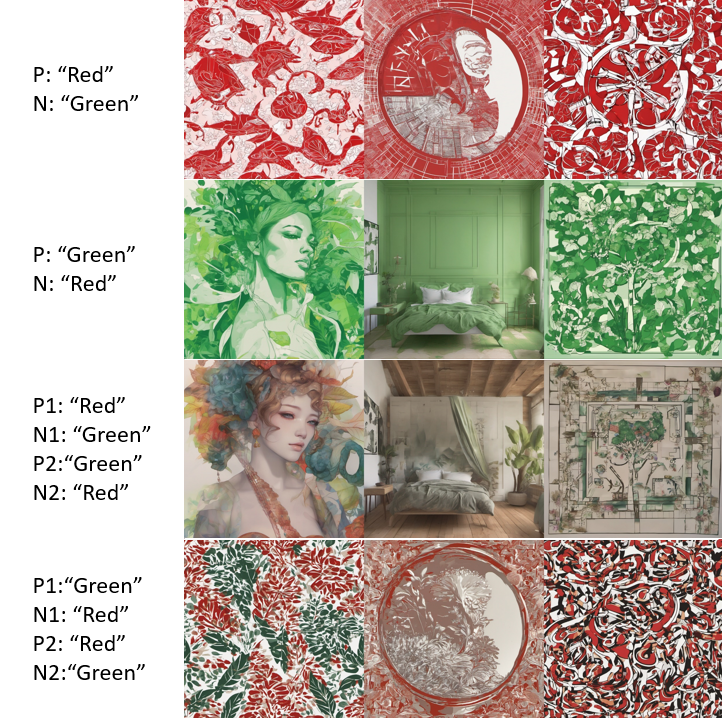 P: “Red”
N: “Green”
P: “Green”
N: “Red”
P1: “Red”
N1: “Green”
P2:“Green”
N2: “Red”
P1:“Green”
N1: “Red”
P2: “Red”
N2:“Green”